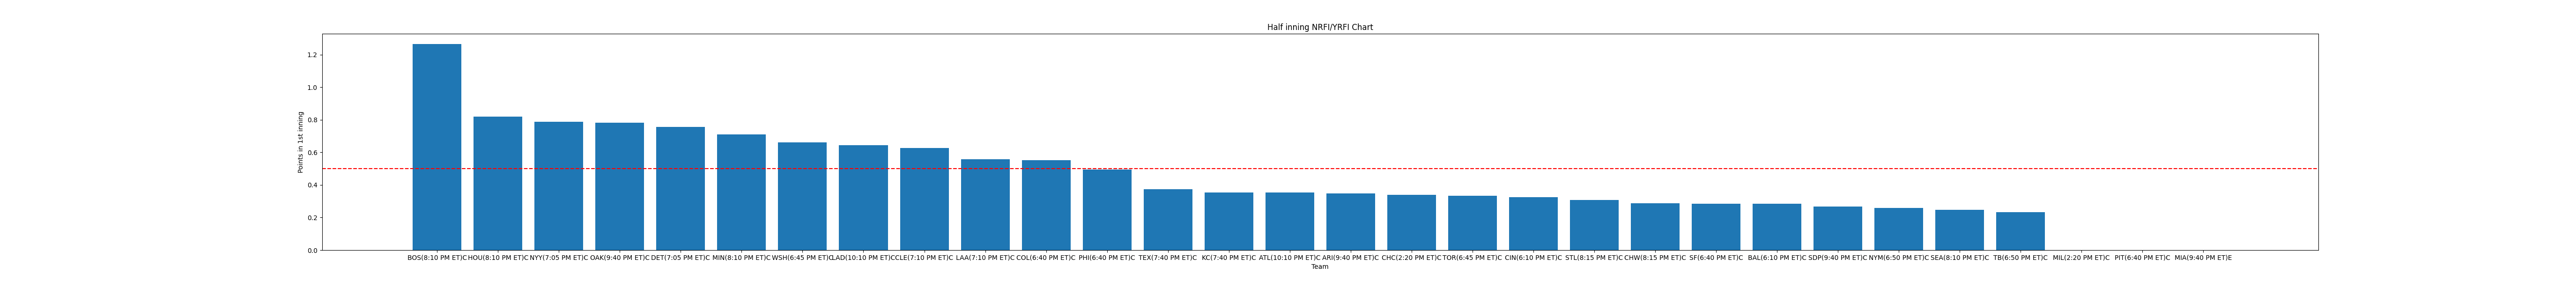 Half inning NRFI/YRFI Chart
Points in 1st inning
1.2
1.0
0.8
0.6
0.4
0.2
0.0
BOS(8:10 PM ET)C HOU(8:10 PM ET)C NYY(7:05 PM ET)C OAK(9:40 PM ET)C DET(7:05 PM ET)C MIN(8:10 PM ET)C WSH(6:45 PM ET)C LAD(10:10 PM ET)C CLE(7:10 PM ET)C LAA(7:10 PM ET)C COL(6:40 PM ET)C PHI(6:40 PM ET)C TEX(7:40 PM ET)C KC(7:40 PM ET)C ATL(10:10 PM ET)C ARI(9:40 PM ET)C CHC(2:20 PM ET)C TOR(6:45 PM ET)C CIN(6:10 PM ET)C STL(8:15 PM ET)C CHW(8:15 PM ET)C SF(6:40 PM ET)C BAL(6:10 PM ET)C SDP(9:40 PM ET)C NYM(6:50 PM ET)C SEA(8:10 PM ET)C TB(6:50 PM ET)C MIL(2:20 PM ET)C PIT(6:40 PM ET)C MIA(9:40 PM ET)E
Team